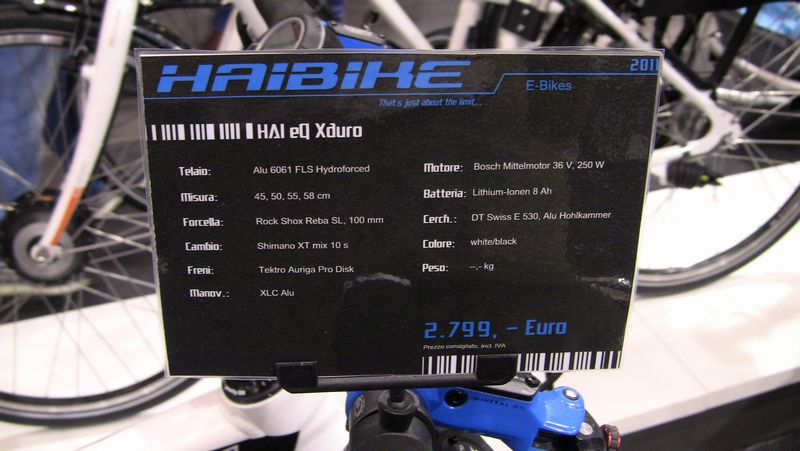 HAIBIKE
2011
E-Bikes
That s just about the limit...
HAI eQ Xduro
Telaio: Alu 6061 FLS Hydroforced
Misura: 45, 50, 55, 58 cm
Forcella: Rock Shox Reba SL, 100 mm
Cambio: Shimano XT mix 10 s
Freni: Tektro Auriga Pro Disk
Manov.: XLC Alu
Motore: Bosch Mittelmotor 36 V, 250 W
Batteria: Lithium-Ionen 8 Ah
Cerch.: DT Swiss E 530, Alu Hohlkammer
Colore: white/black
Peso: --,- kg
2.799, - Euro
Prezzo consigliato, incl. IVA
MINERAL OIL